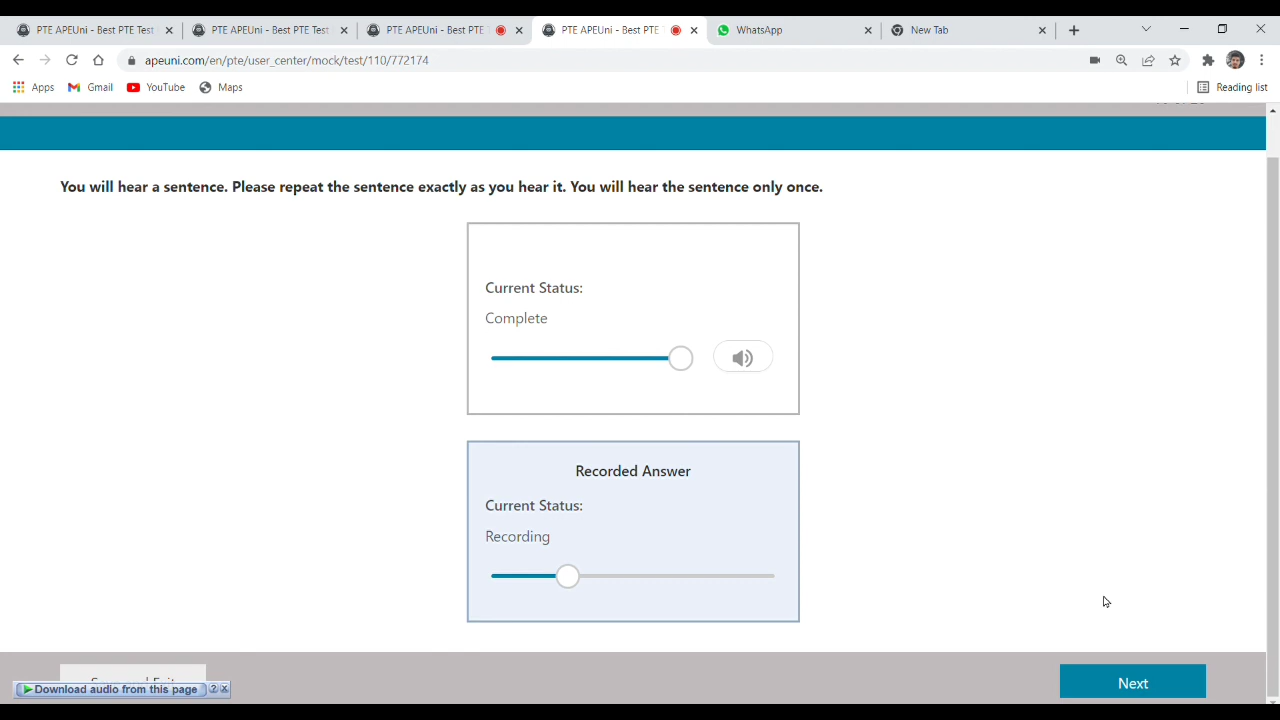 PTE APEUni - Best PTE Test
PTE APEUni - Best PTE Test
PTE APEUni - Best PTE
PTE APEUni - Best PTE
WhatsApp
New Tab
apeuni.com/en/pte/user_center/mock/test/110/772174
Apps
Gmail
YouTube
Maps
Reading list
You will hear a sentence. Please repeat the sentence exactly as you hear it. You will hear the sentence only once.
Current Status:
Complete
Recorded Answer
Current Status:
Recording
Download audio from this page
?
Next